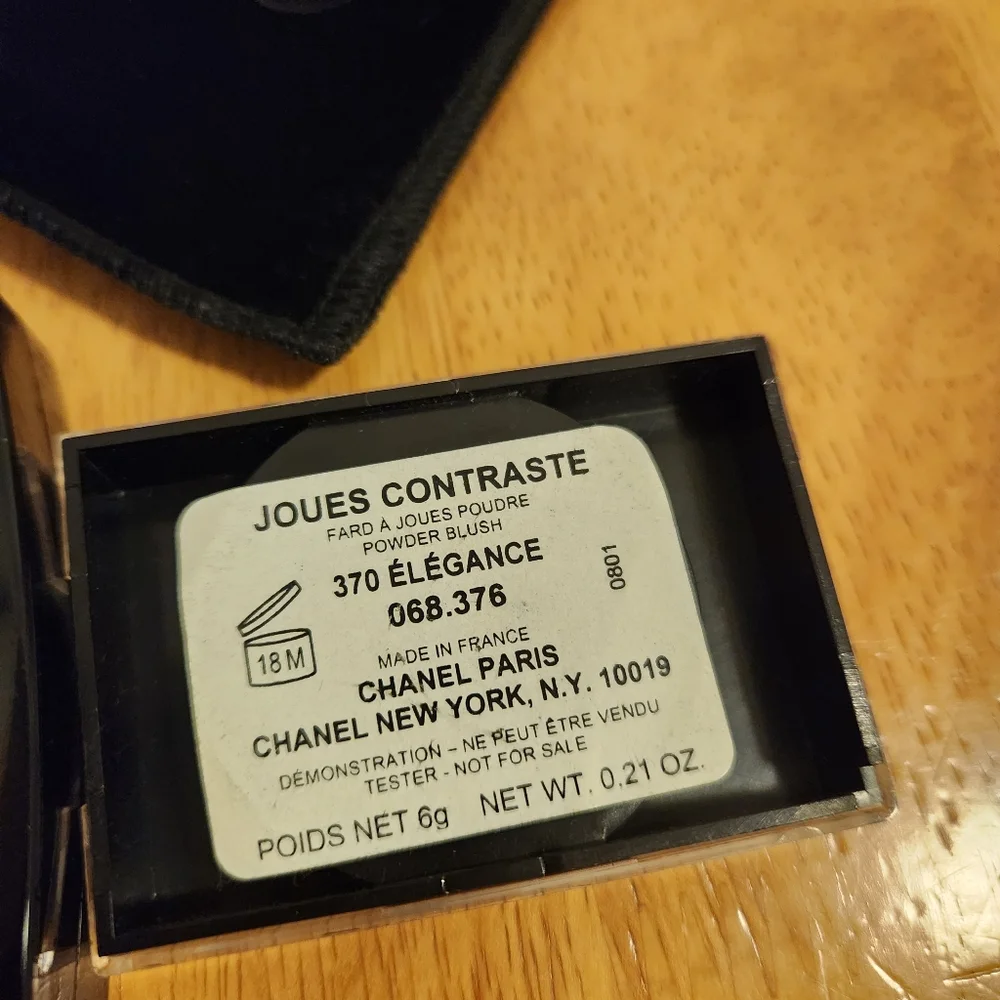 JOUES CONTRASTE
FARD À JOUES POUDRE
POWDER BLUSH
370 ÉLÉGANCE
068.376
0801
18 M
MADE IN FRANCE
CHANEL PARIS
CHANEL NEW YORK, N.Y. 10019
DÉMONSTRATION - NE PEUT ÊTRE VENDU
TESTER - NOT FOR SALE
POIDS NET 6g NET WT. 0.21 OZ.